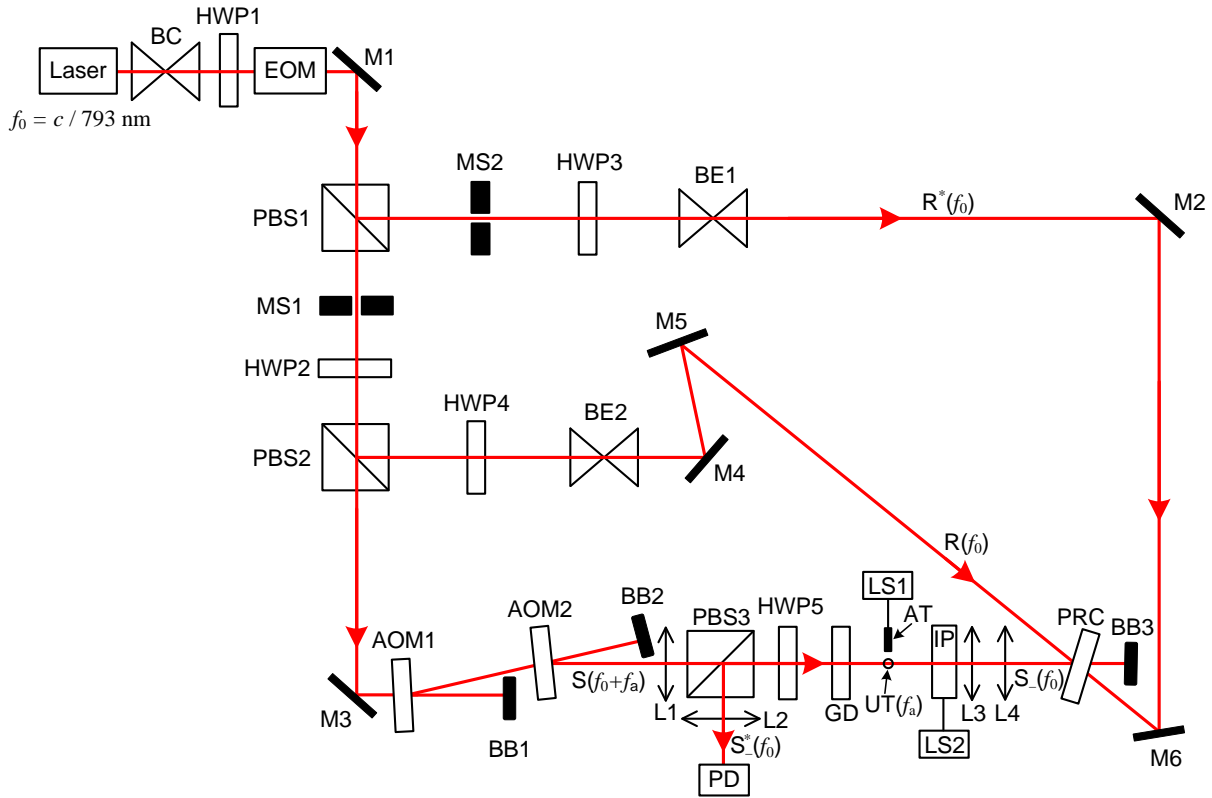 HWP1
BC
M1
Laser
EOM
f₀ = c / 793 nm
MS2
HWP3
BE1
M2
PBS1
R*(f₀)
MS1
M5
HWP2
HWP4
BE2
PBS2
M4
R(f₀)
LS1
BB2
PBS3
HWP5
AT
PRC
AOM2
BB3
AOM1
IP
S(f₀+fₐ)
S₋(f₀)
M3
L1
L2
GD
UT(fₐ)
L3
L4
BB1
S₋*(f₀)
LS2
M6
PD